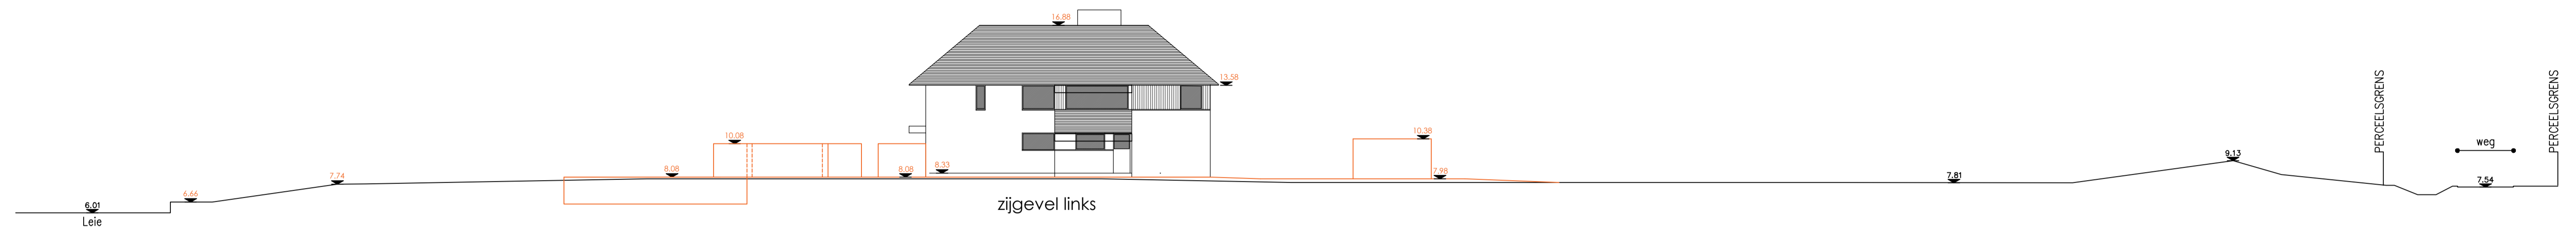 16.88
13.58
10.08
10.38
8.08
8.08
8.33
7.98
7.74
6.66
6.01
Leie
zijgevel links
7.81
9.13
PERCEELSGRENS
weg
7.54
PERCEELSGRENS